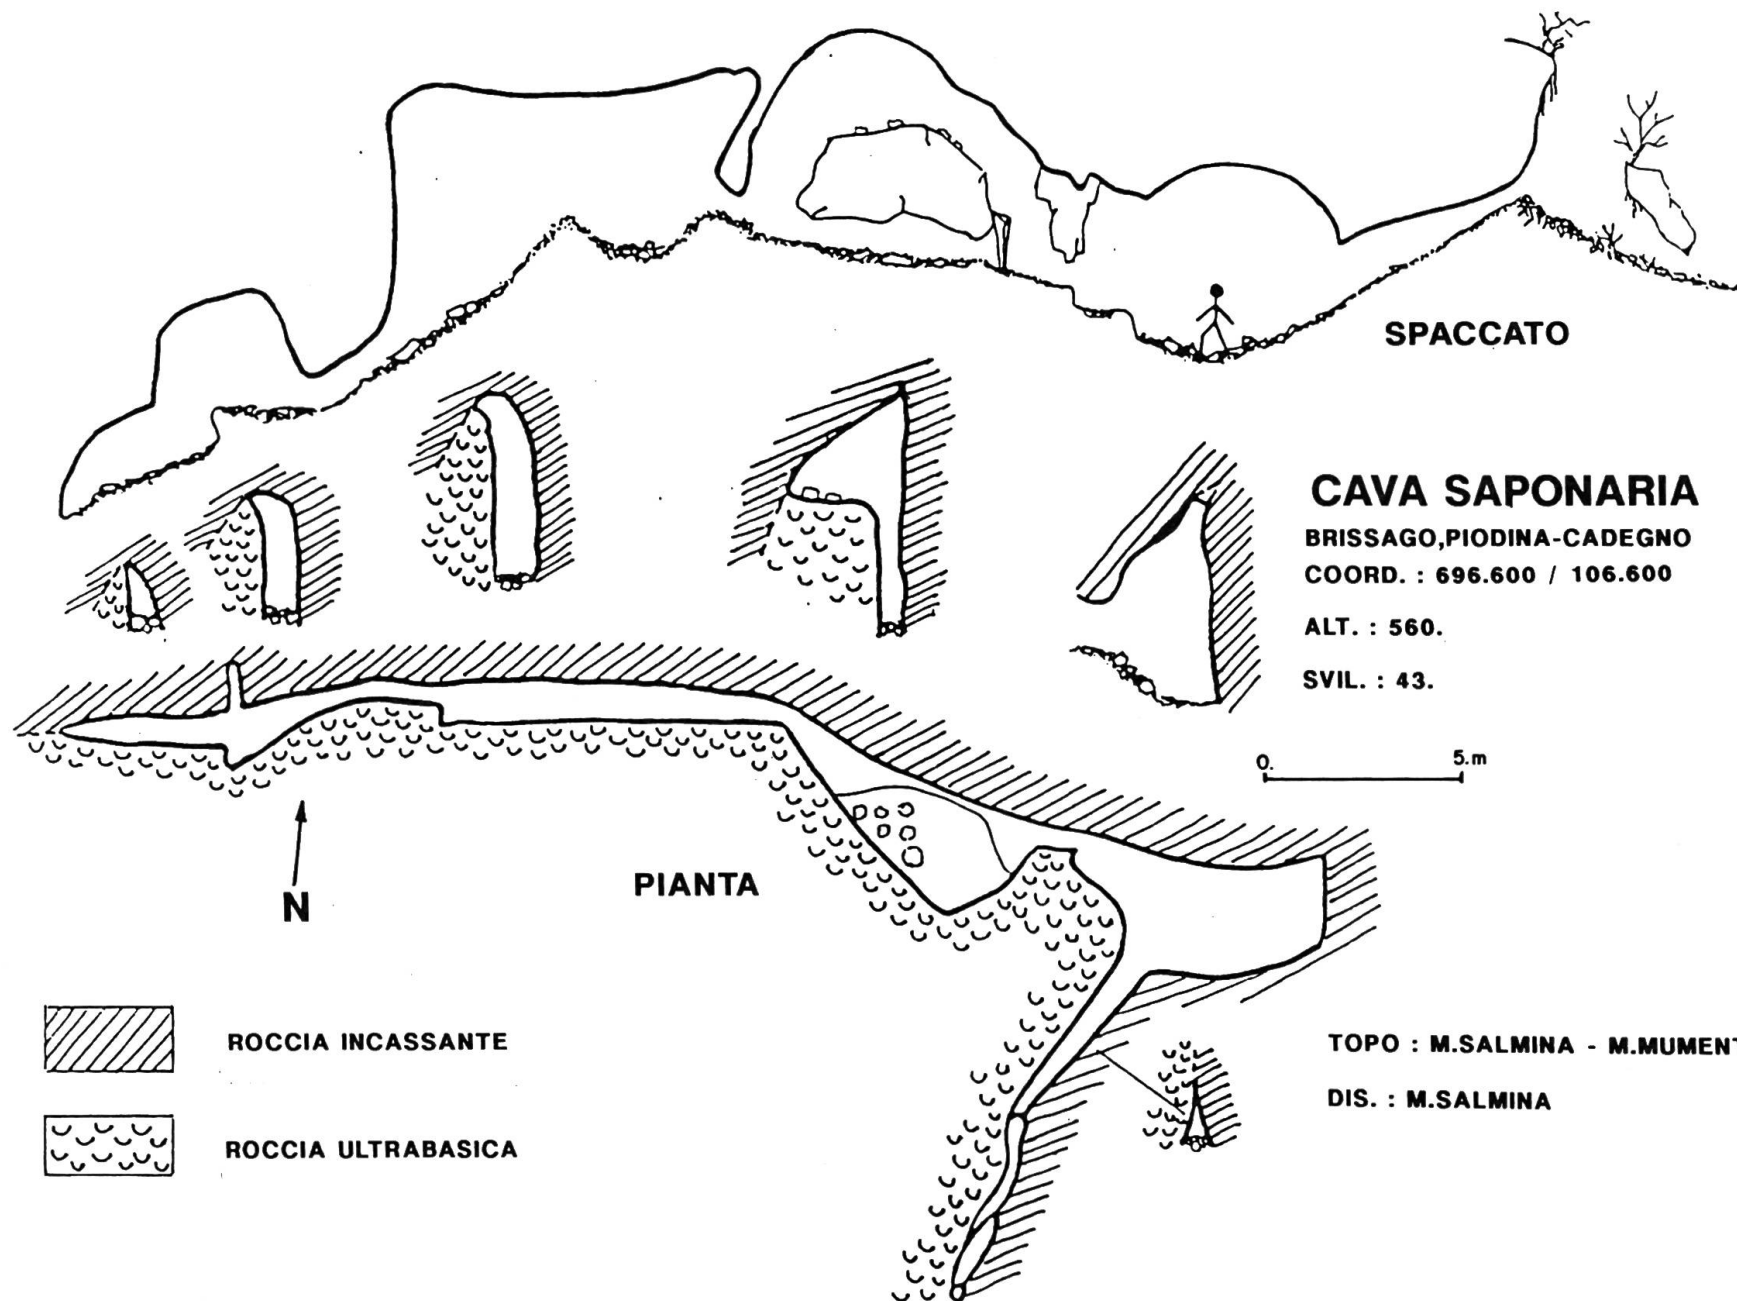 SPACCATO
CAVA SAPONARIA
BRISSAGO,PIODINA-CADEGNO
COORD. : 696.600 / 106.600
ALT. : 560.
SVIL. : 43.
0. 5.m
N
PIANTA
ROCCIA INCASSANTE
ROCCIA ULTRABASICA
TOPO : M.SALMINA - M.MUMENT
DIS. : M.SALMINA